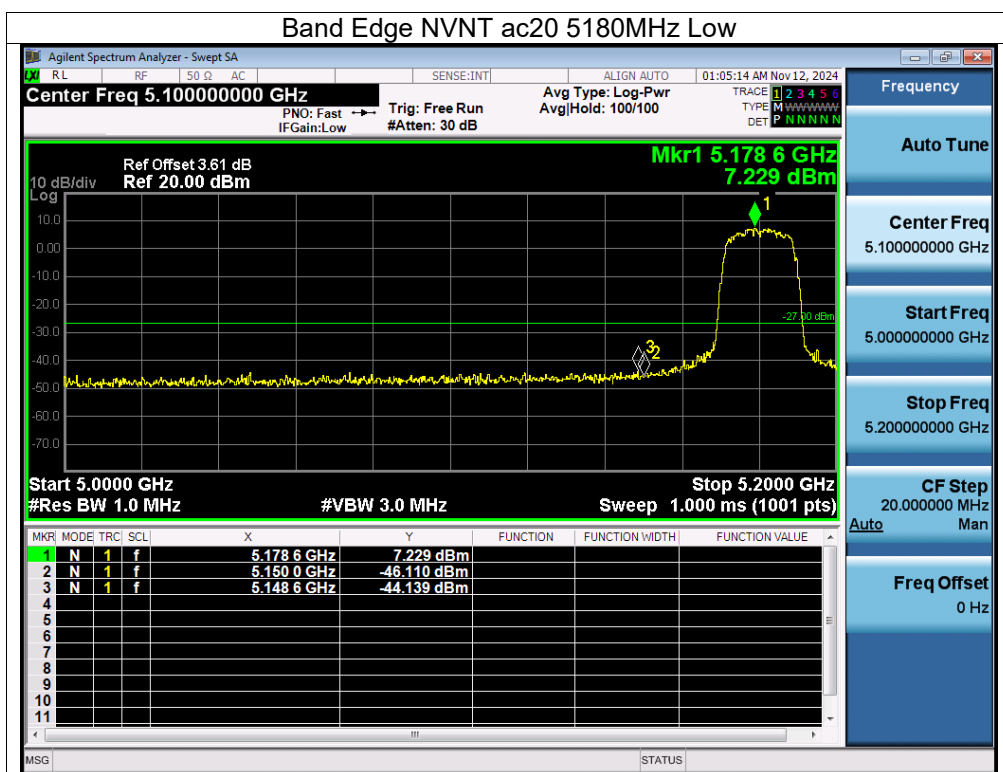 Band Edge NVNT ac20 5180MHz Low
Agilent Spectrum Analyzer - Swept SA
LXI RL RF 50 Ω AC SENSE:INT ALIGN AUTO 01:05:14 AM Nov 12, 2024
Center Freq 5.100000000 GHz
PNO: Fast
IFGain:Low
Trig: Free Run
#Atten: 30 dB
Avg Type: Log-Pwr
Avg|Hold: 100/100
TRACE 1 2 3 4 5 6
TYPE M WWWWW
DET P N N N N N
Mkr1 5.178 6 GHz
7.229 dBm
Ref Offset 3.61 dB
10 dB/div Ref 20.00 dBm
Log
10.0
0.00
-10.0
-20.0
-30.0
-40.0
-50.0
-60.0
-70.0
1
-27.00 dBm
3
2
Start 5.0000 GHz Stop 5.2000 GHz
#Res BW 1.0 MHz #VBW 3.0 MHz Sweep 1.000 ms (1001 pts)
MKR MODE TRC SCL X Y FUNCTION FUNCTION WIDTH FUNCTION VALUE
1 N 1 f 5.178 6 GHz 7.229 dBm
2 N 1 f 5.150 0 GHz -46.110 dBm
3 N 1 f 5.148 6 GHz -44.139 dBm
4
5
6
7
8
9
10
11
MSG STATUS
Frequency
Auto Tune
Center Freq
5.100000000 GHz
Start Freq
5.000000000 GHz
Stop Freq
5.200000000 GHz
CF Step
20.000000 MHz
Auto Man
Freq Offset
0 Hz